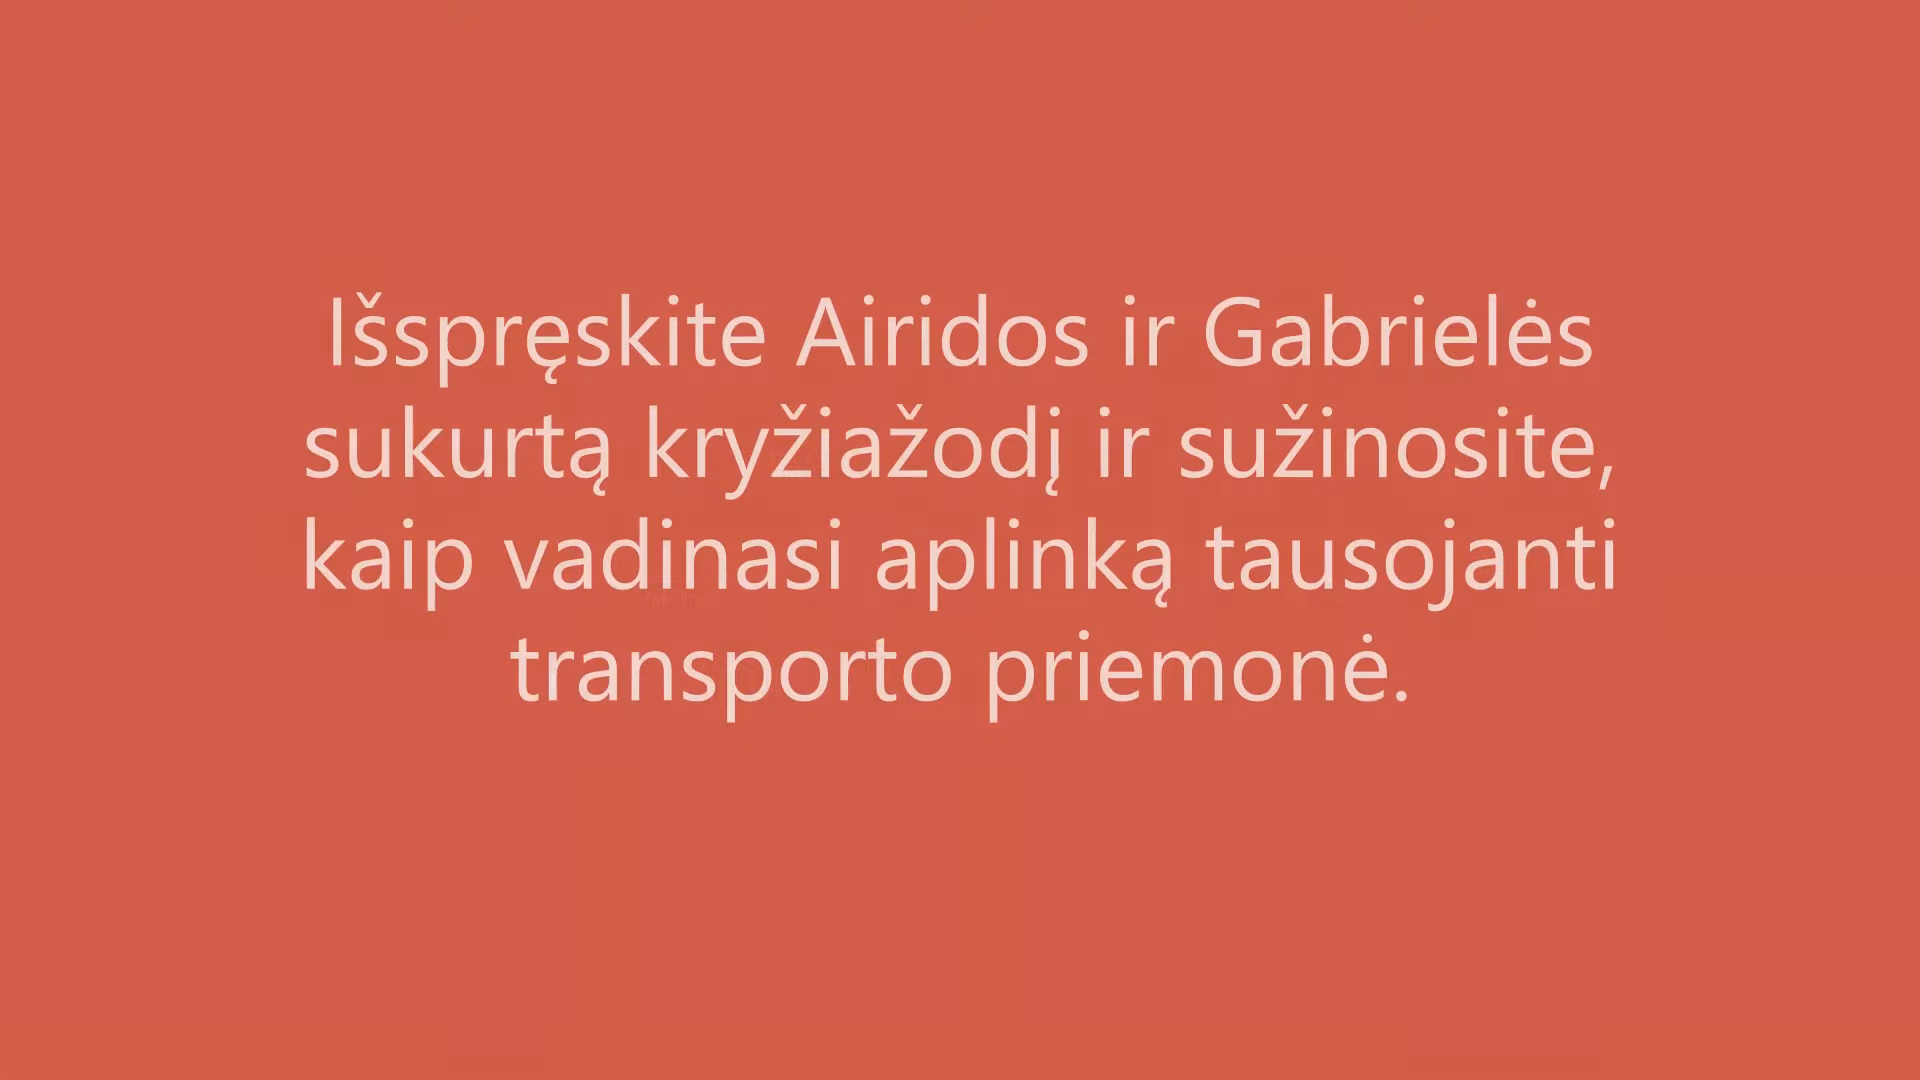 Išspręskite Airidos ir Gabrielės
sukurtą kryžiažodį ir sužinosite,
kaip vadinasi aplinką tausojanti
transporto priemonė.